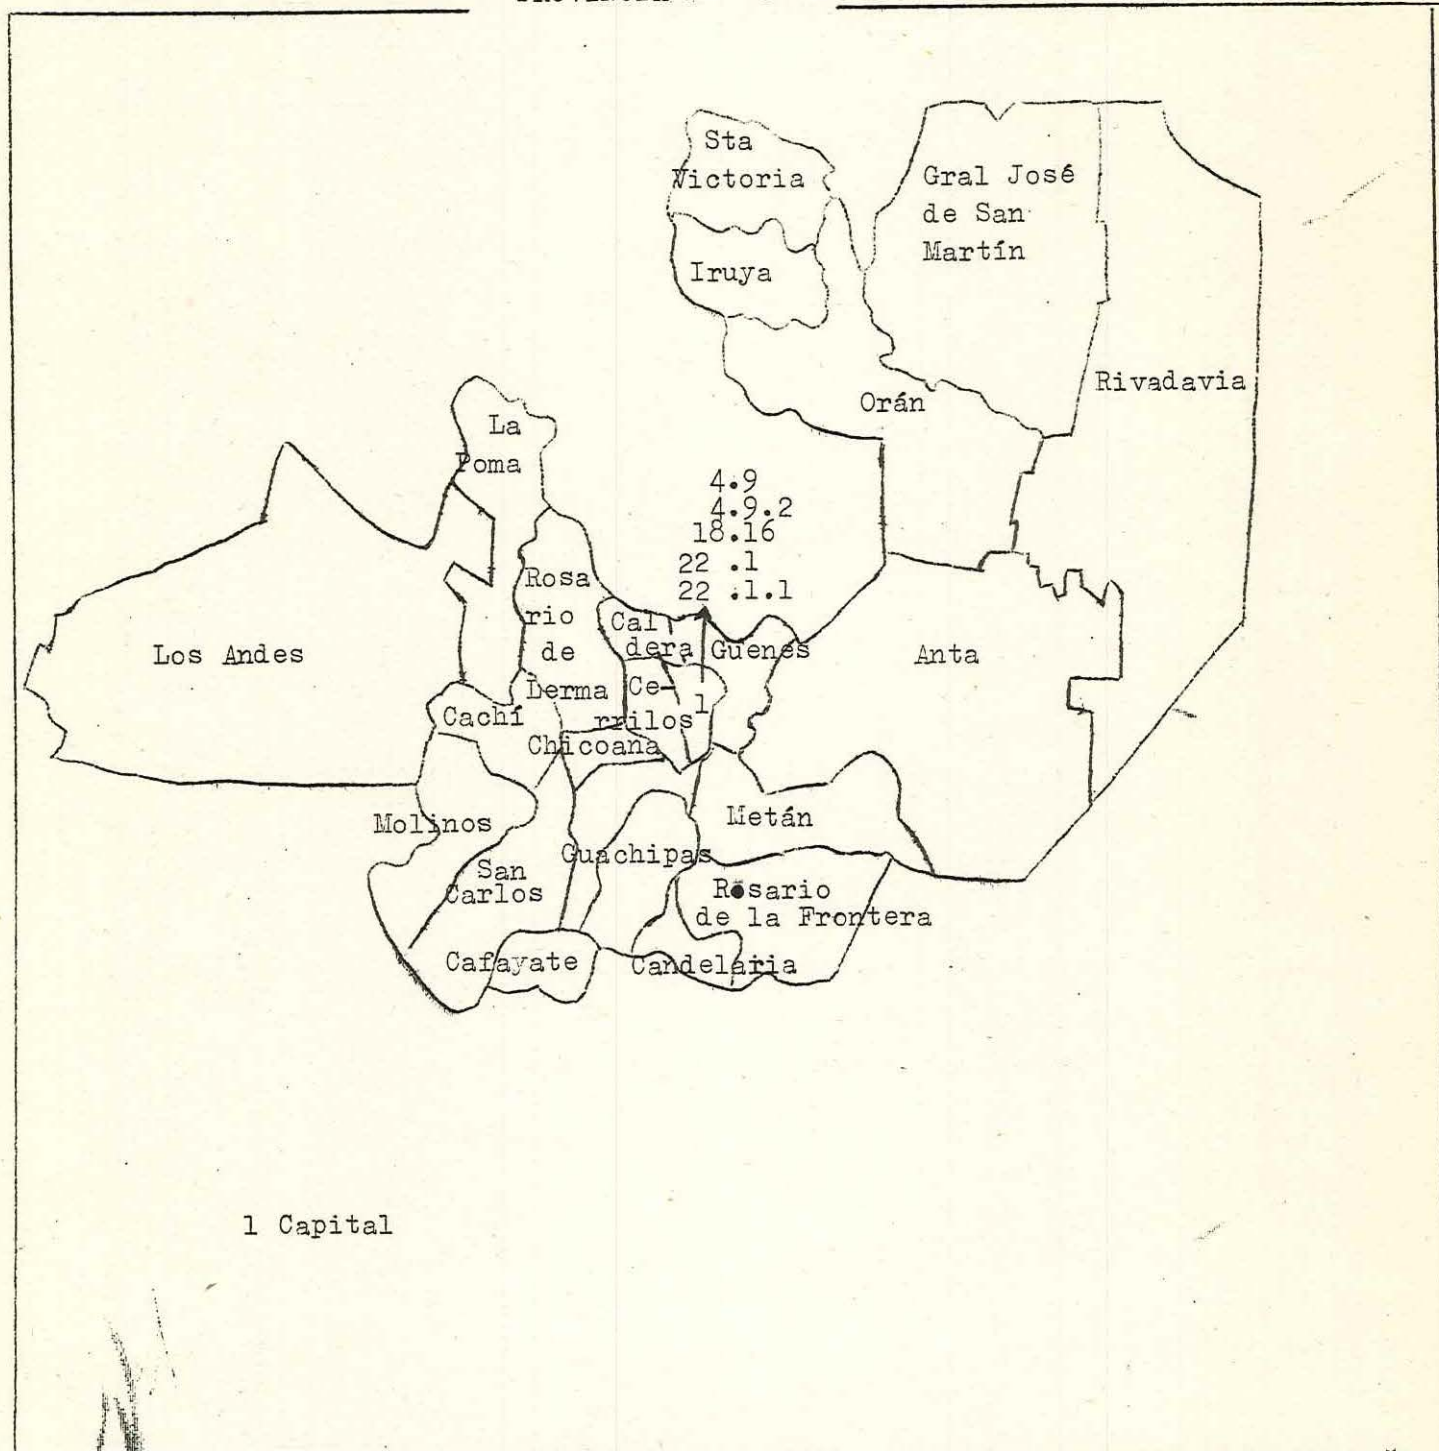 Sta
Victoria
Gral José
de San
Martín
Iruya
Rivadavia
Orán
La
Poma
4.9
4.9.2
18.16
22 .1
22 .1.1
Rosa
rio
de
Lerma
Cal
dera
Guenes
Los Andes
Anta
Ce-
rrilos
1
Cachí
Chicoana
Molinos
Metán
Guachipas
San
Carlos
Rosario
de la Frontera
Cafayate
Candelaria
1 Capital